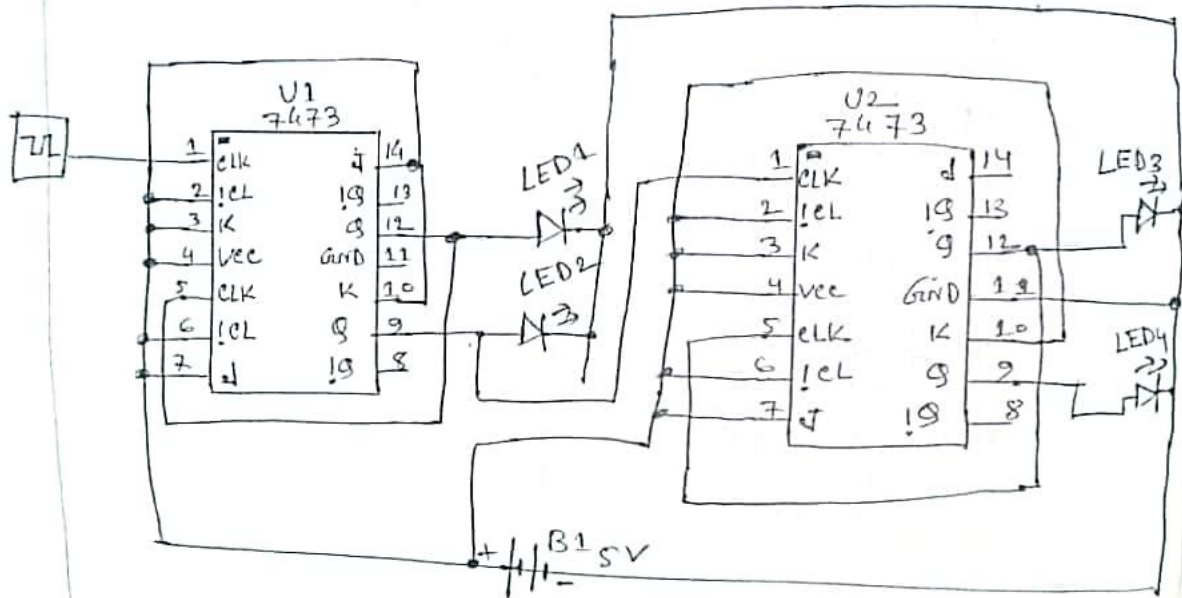 U1
7473
1 CLK J 14
2 !CL !Q 13
3 K Q 12
4 VCC GND 11
5 CLK K 10
6 !CL Q 9
7 J !Q 8
LED1
LED2
U2
7473
1 CLK J 14
2 !CL !Q 13
3 K Q 12
4 VCC GND 11
5 CLK K 10
6 !CL Q 9
7 J !Q 8
LED3
LED4
+ B1 5V -